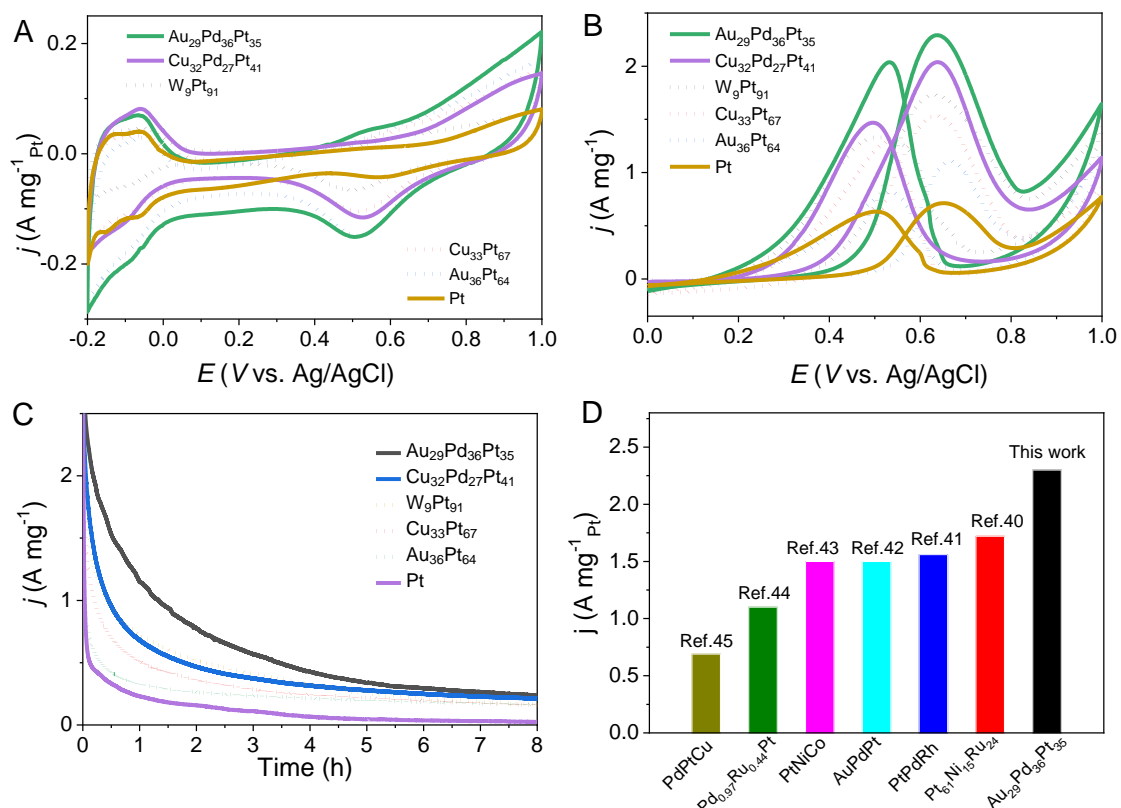 A
Au29Pd36Pt35
Cu32Pd27Pt41
W9Pt91
Cu33Pt67
Au36Pt64
Pt
0.2
0.0
-0.2
j (A mg-1 Pt)
-0.2 0.0 0.2 0.4 0.6 0.8 1.0
E ( V vs. Ag/AgCl)
B
Au29Pd36Pt35
Cu32Pd27Pt41
W9Pt91
Cu33Pt67
Au36Pt64
Pt
2
1
0
j (A mg-1)
0.0 0.2 0.4 0.6 0.8 1.0
E ( V vs. Ag/AgCl)
C
Au29Pd36Pt35
Cu32Pd27Pt41
W9Pt91
Cu33Pt67
Au36Pt64
Pt
2
1
0
j (A mg-1)
0 1 2 3 4 5 6 7 8
Time (h)
D
2.5
2.0
1.5
1.0
0.5
0.0
j (A mg-1 Pt)
Ref.45
Ref.44
Ref.43
Ref.42
Ref.41
Ref.40
This work
PdPtCu
Pd0.97Ru0.44Pt
PtNiCo
AuPdPt
PtPdRh
Pt61Ni15Ru24
Au29Pd36Pt35